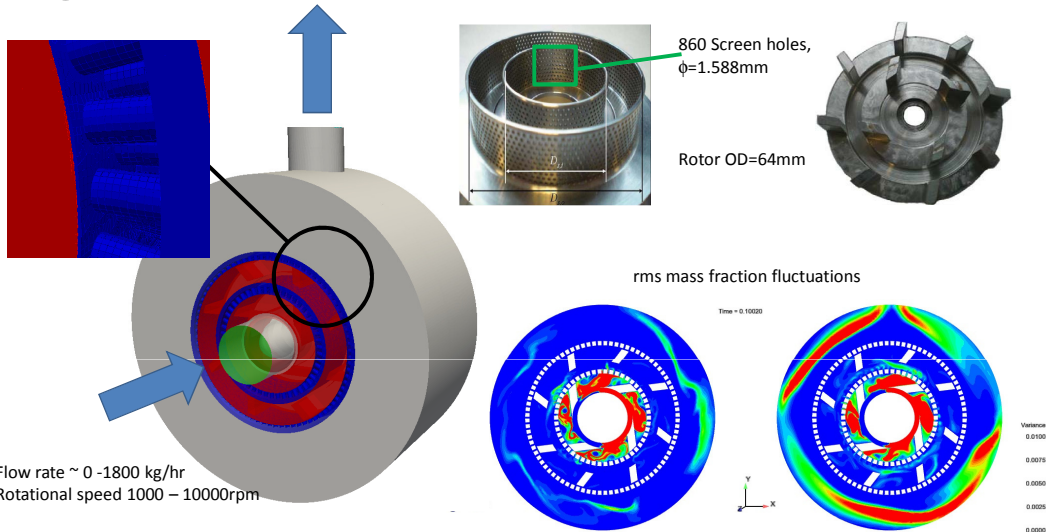 860 Screen holes,
ϕ=1.588mm
Rotor OD=64mm
rms mass fraction fluctuations
Time = 0.10020
Variance
0.0100
0.0075
0.0050
0.0025
0.0000
Y
X
Flow rate ~ 0 -1800 kg/hr
Rotational speed 1000 – 10000rpm